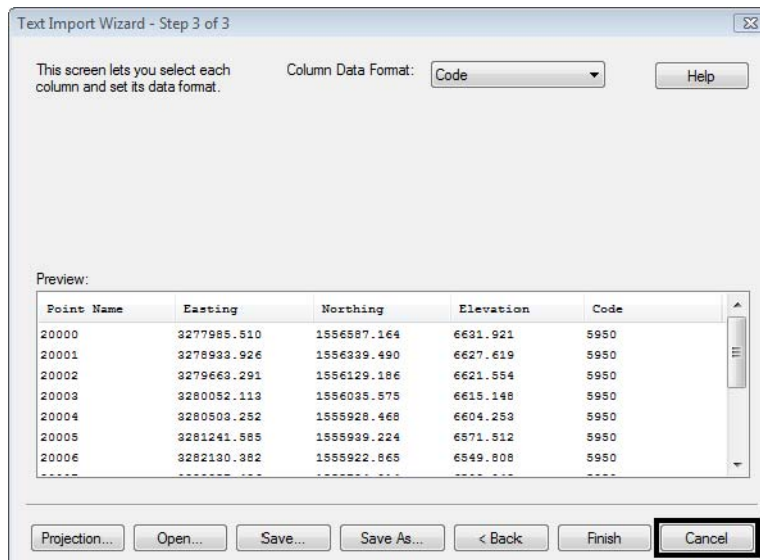 Text Import Wizard - Step 3 of 3
This screen lets you select each
column and set its data format.
Column Data Format:
Code
Help
Preview:
Point Name Easting Northing Elevation Code
20000 3277985.510 1556587.164 6631.921 5950
20001 3278933.926 1556339.490 6627.619 5950
20002 3279663.291 1556129.186 6621.554 5950
20003 3280052.113 1556035.575 6615.148 5950
20004 3280503.252 1555928.468 6604.253 5950
20005 3281241.585 1555939.224 6571.512 5950
20006 3282130.382 1555922.865 6549.808 5950
Projection... Open... Save... Save As... < Back Finish Cancel